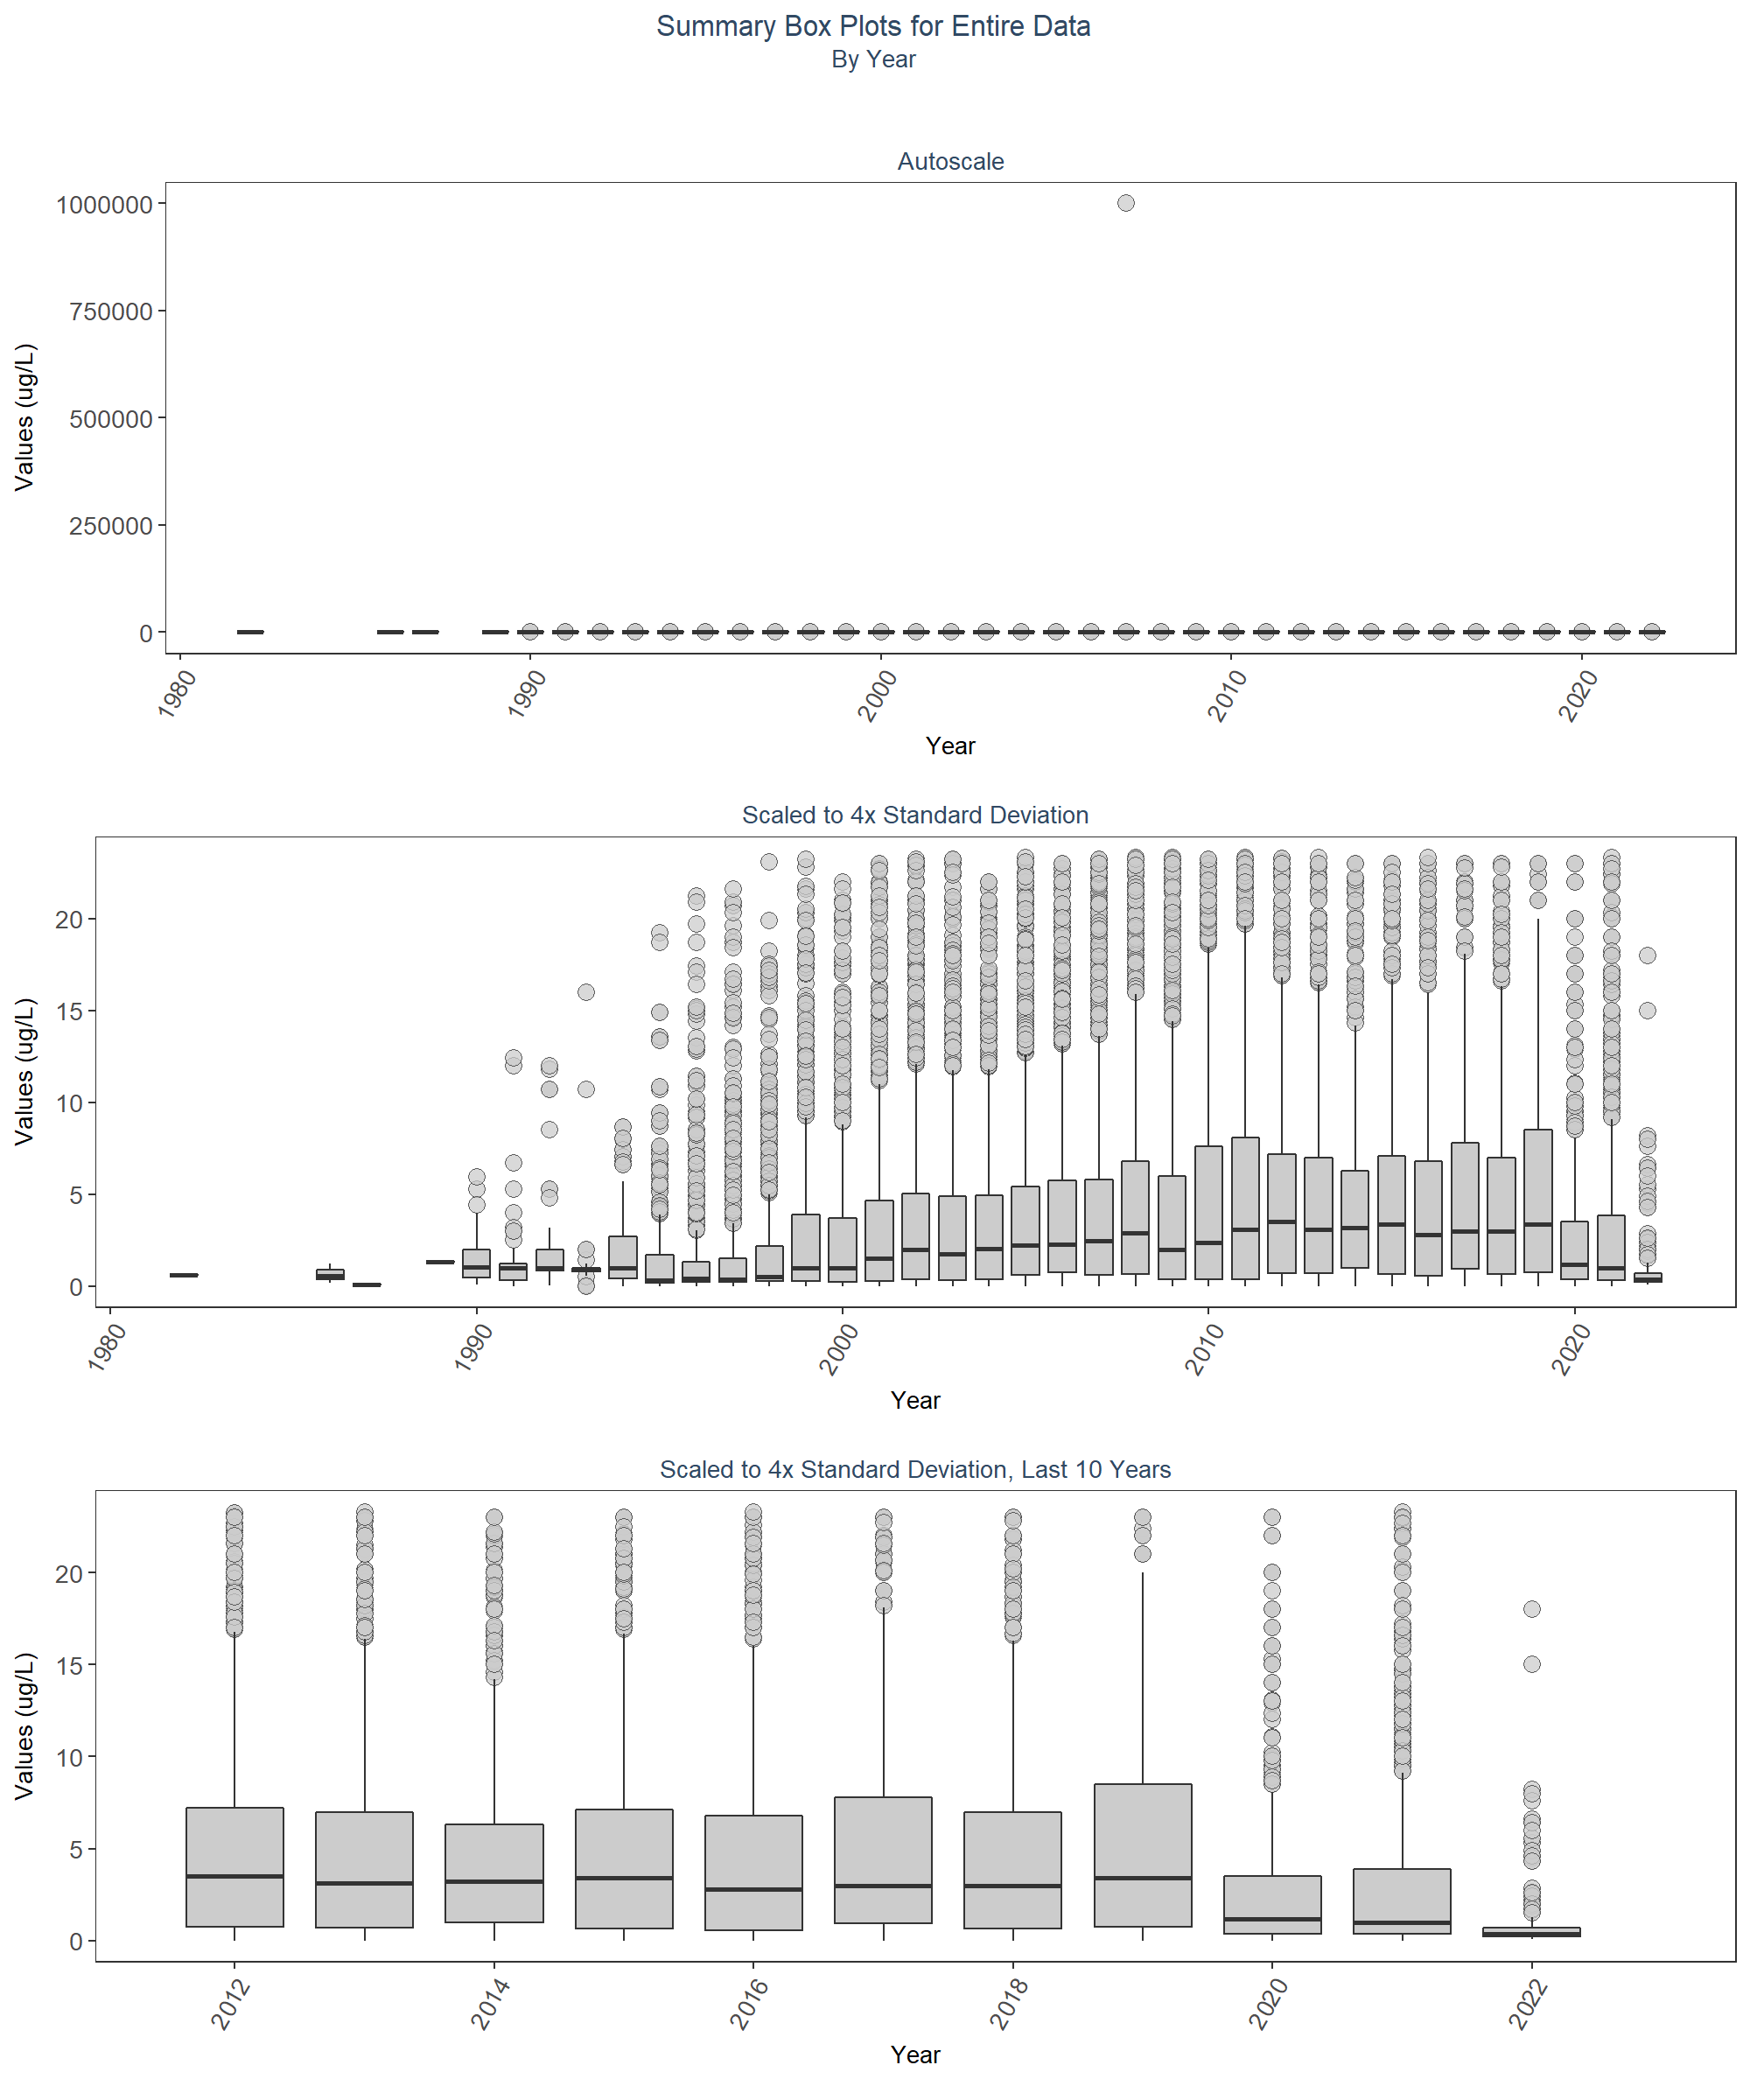 Summary Box Plots for Entire Data
By Year
Autoscale
Values (ug/L)
1000000
750000
500000
250000
0
1980
1990
2000
2010
2020
Year
Scaled to 4x Standard Deviation
Values (ug/L)
20
15
10
5
0
1980
1990
2000
2010
2020
Year
Scaled to 4x Standard Deviation, Last 10 Years
Values (ug/L)
20
15
10
5
0
2012
2014
2016
2018
2020
2022
Year